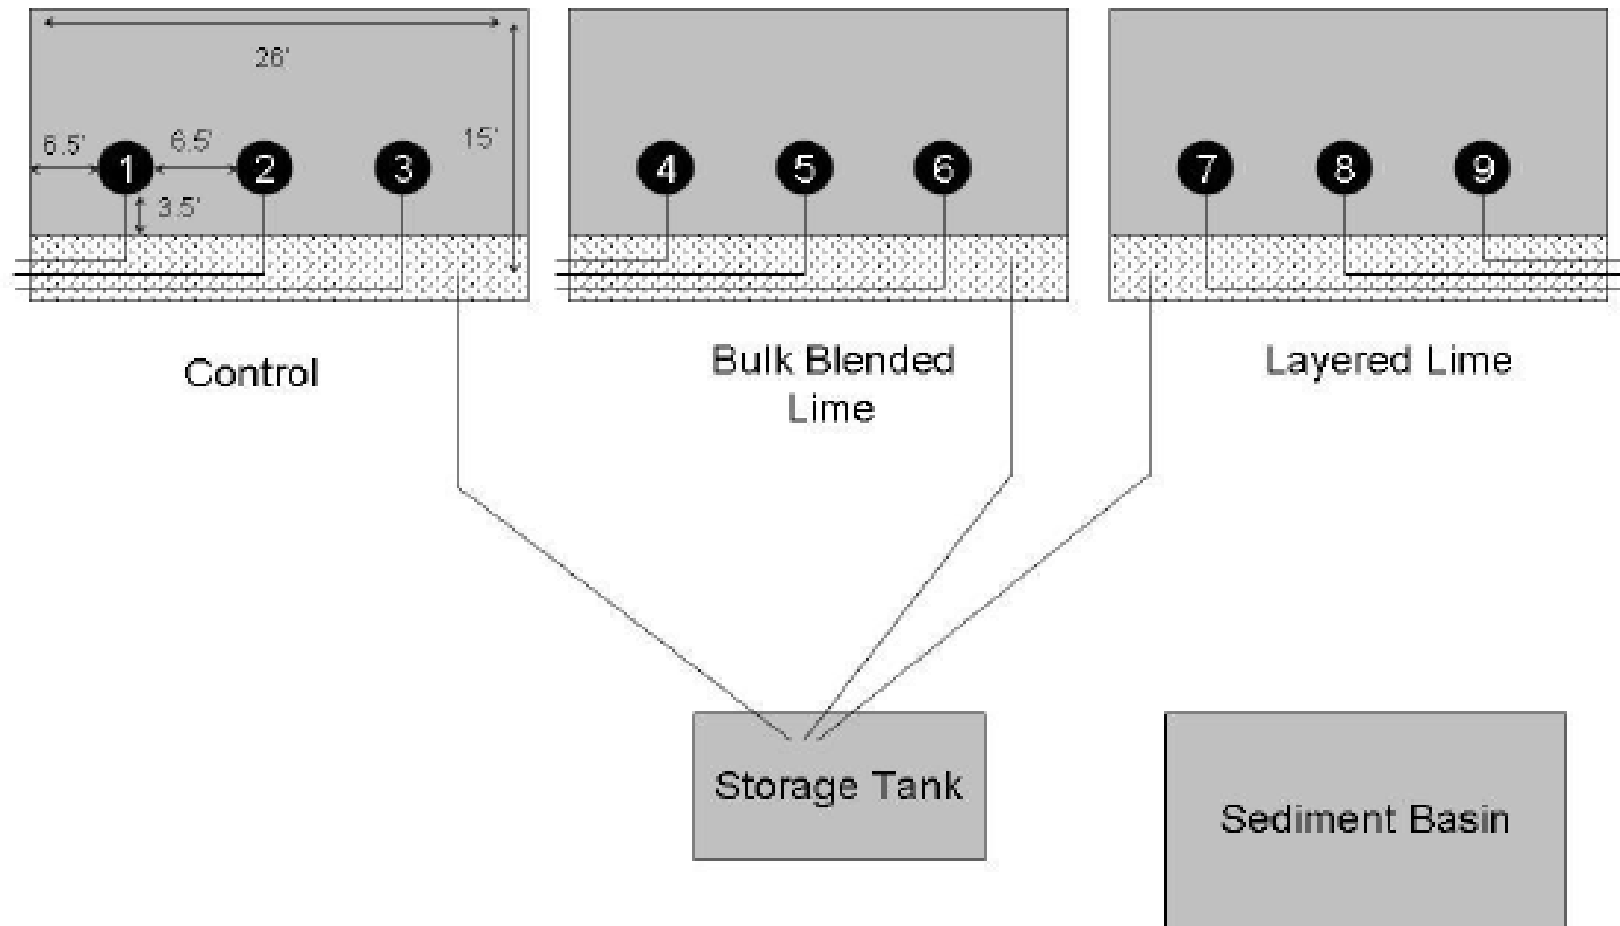 26'
6.5'
6.5'
15'
1
2
3
4
5
6
7
8
9
3.5'
Control
Bulk Blended
Lime
Layered Lime
Storage Tank
Sediment Basin